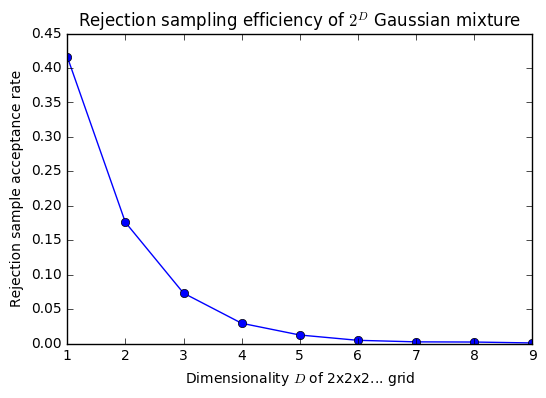 Rejection sampling efficiency of 2^D Gaussian mixture
0.45
0.40
0.35
0.30
0.25
0.20
0.15
0.10
0.05
0.00
Rejection sample acceptance rate
1 2 3 4 5 6 7 8 9
Dimensionality D of 2x2x2... grid